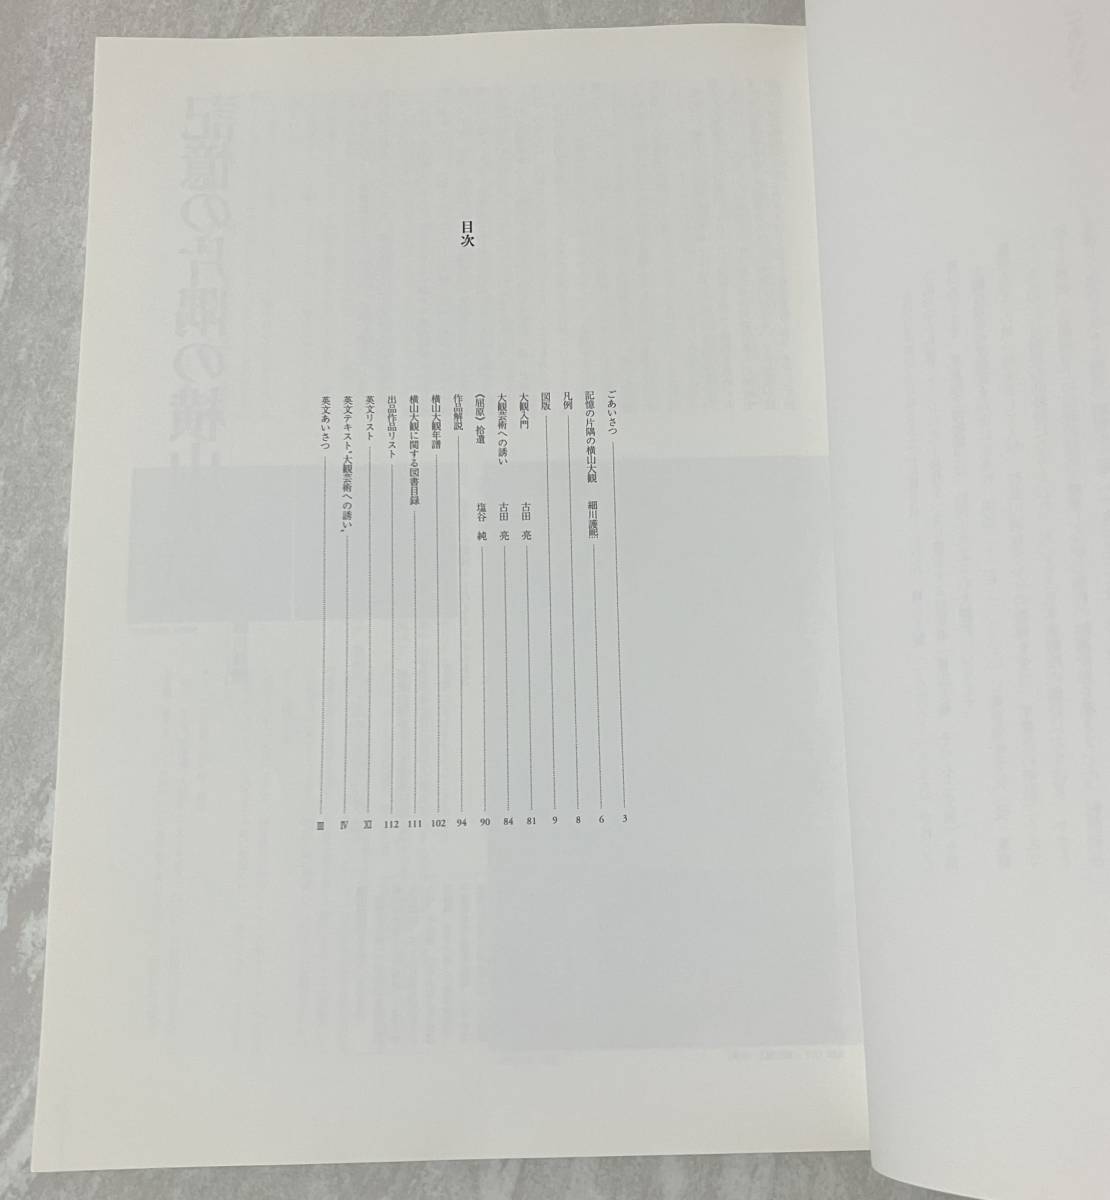 目次
ごあいさつ 3
記憶の片隅の横山大観 細川護熙 6
凡例 8
図版 9
大観入門 古田 亮 81
大観芸術への誘い 古田 亮 84
《屈原》拾遺 塩谷 純 90
作品解説 94
横山大観年譜 102
横山大観に関する図書目録 111
出品作品リスト 112
英文リスト Ⅺ
英文テキスト“大観芸術への誘い” Ⅳ
英文あいさつ Ⅲ